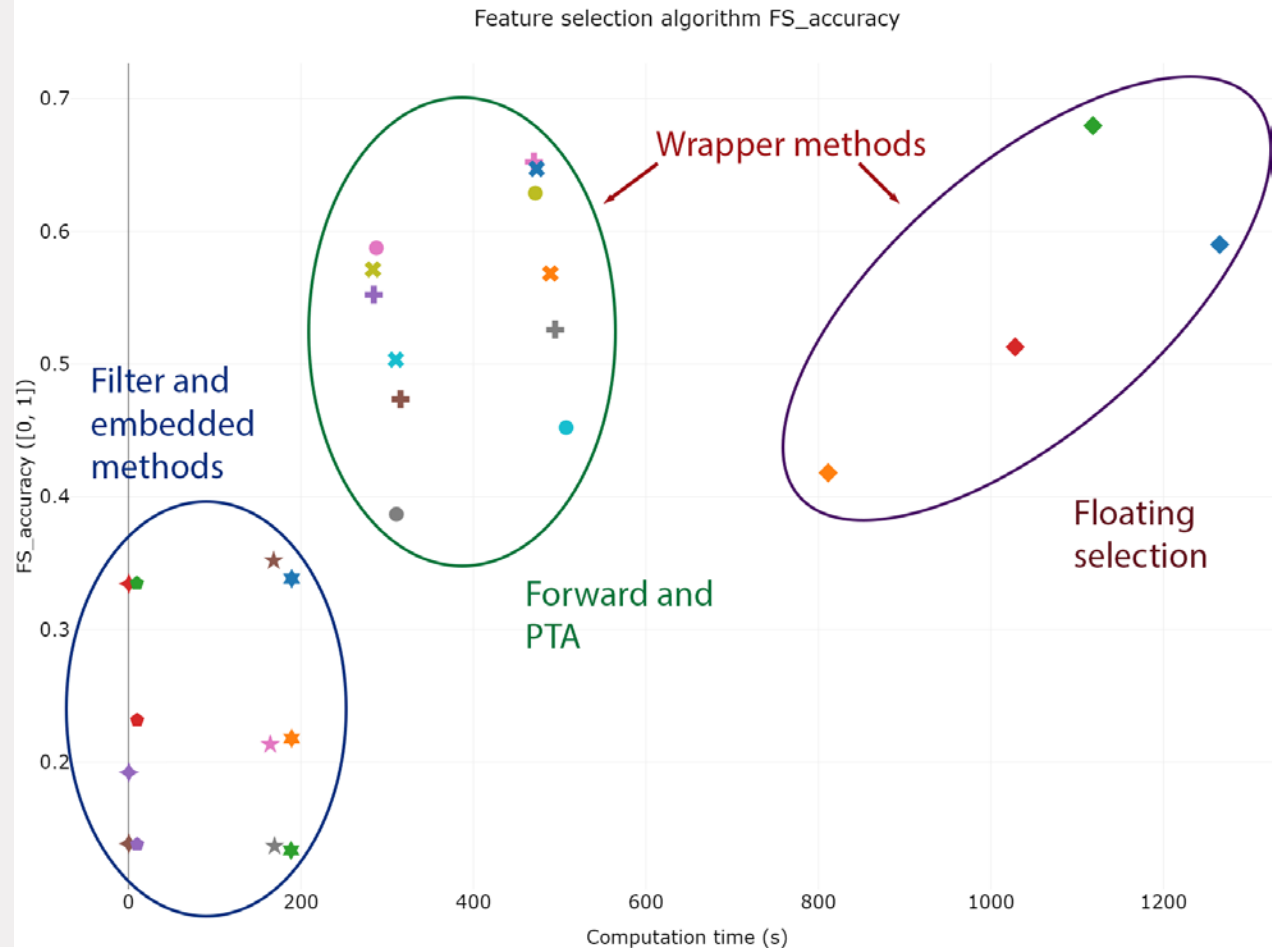 Feature selection algorithm FS_accuracy
0.7
Wrapper methods
0.6
0.5
Filter and
embedded
methods
FS_accuracy ([0, 1])
0.4
Floating
selection
Forward and
PTA
0.3
0.2
0
200
400
600
800
1000
1200
Computation time (s)